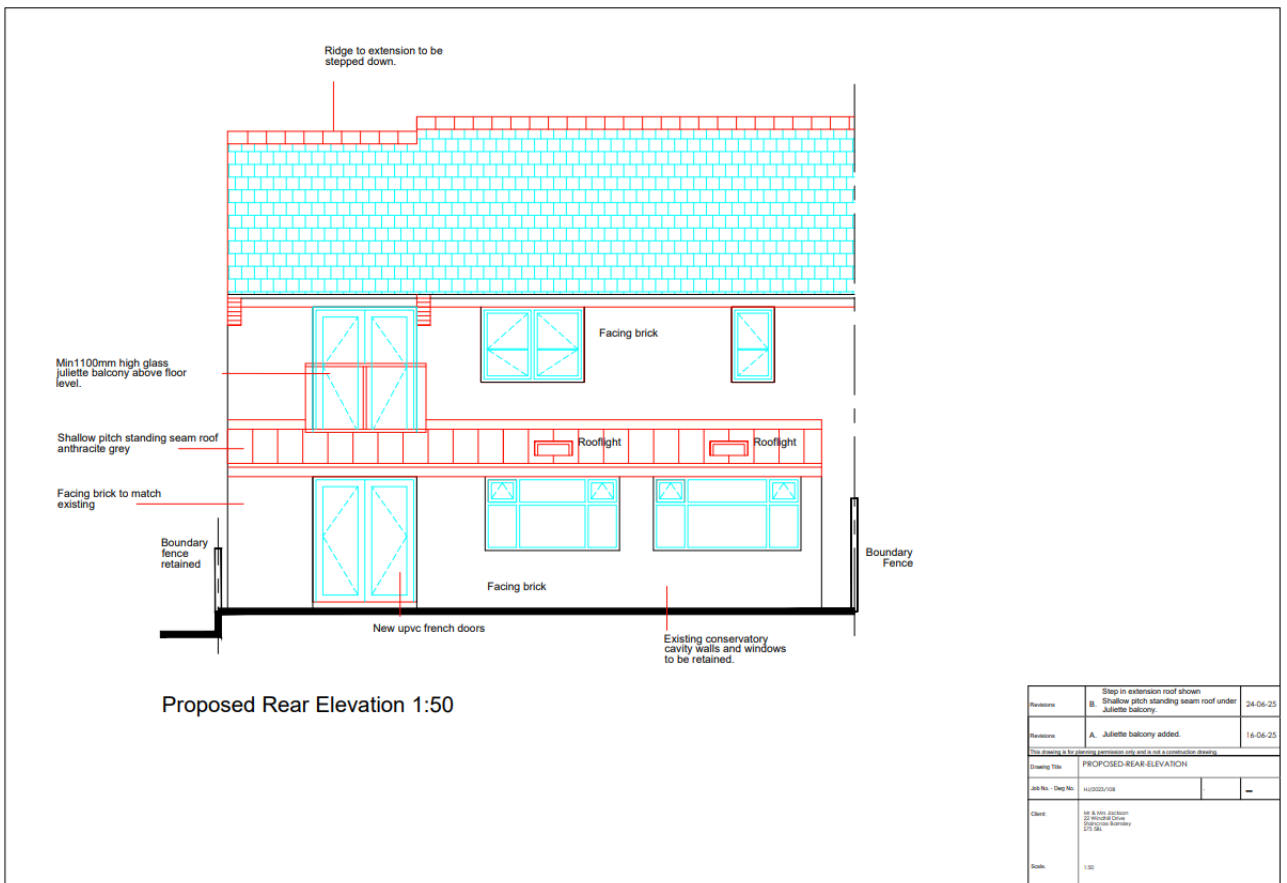 Ridge to extension to be
stepped down.
Facing brick
Min1100mm high glass
juliette balcony above floor
level.
Shallow pitch standing seam roof
anthracite grey
Rooflight
Rooflight
Facing brick to match
existing
Boundary
fence
retained
Boundary
Fence
Facing brick
New upvc french doors
Existing conservatory
cavity walls and windows
to be retained.
Proposed Rear Elevation 1:50
Revisions
B.
Step in extension roof shown
Shallow pitch standing seam roof under
Juliette balcony.
24-06-25
Revisions
A. Juliette balcony added.
16-06-25
This drawing is for planning permission only and is not a construction drawing.
Drawing Title
PROPOSED-REAR-ELEVATION
Job No. - Dwg No.
Client:
Mr & Mrs Jackson
22 Windhill Drive
Staincross Barnsley
Scale.
1:50